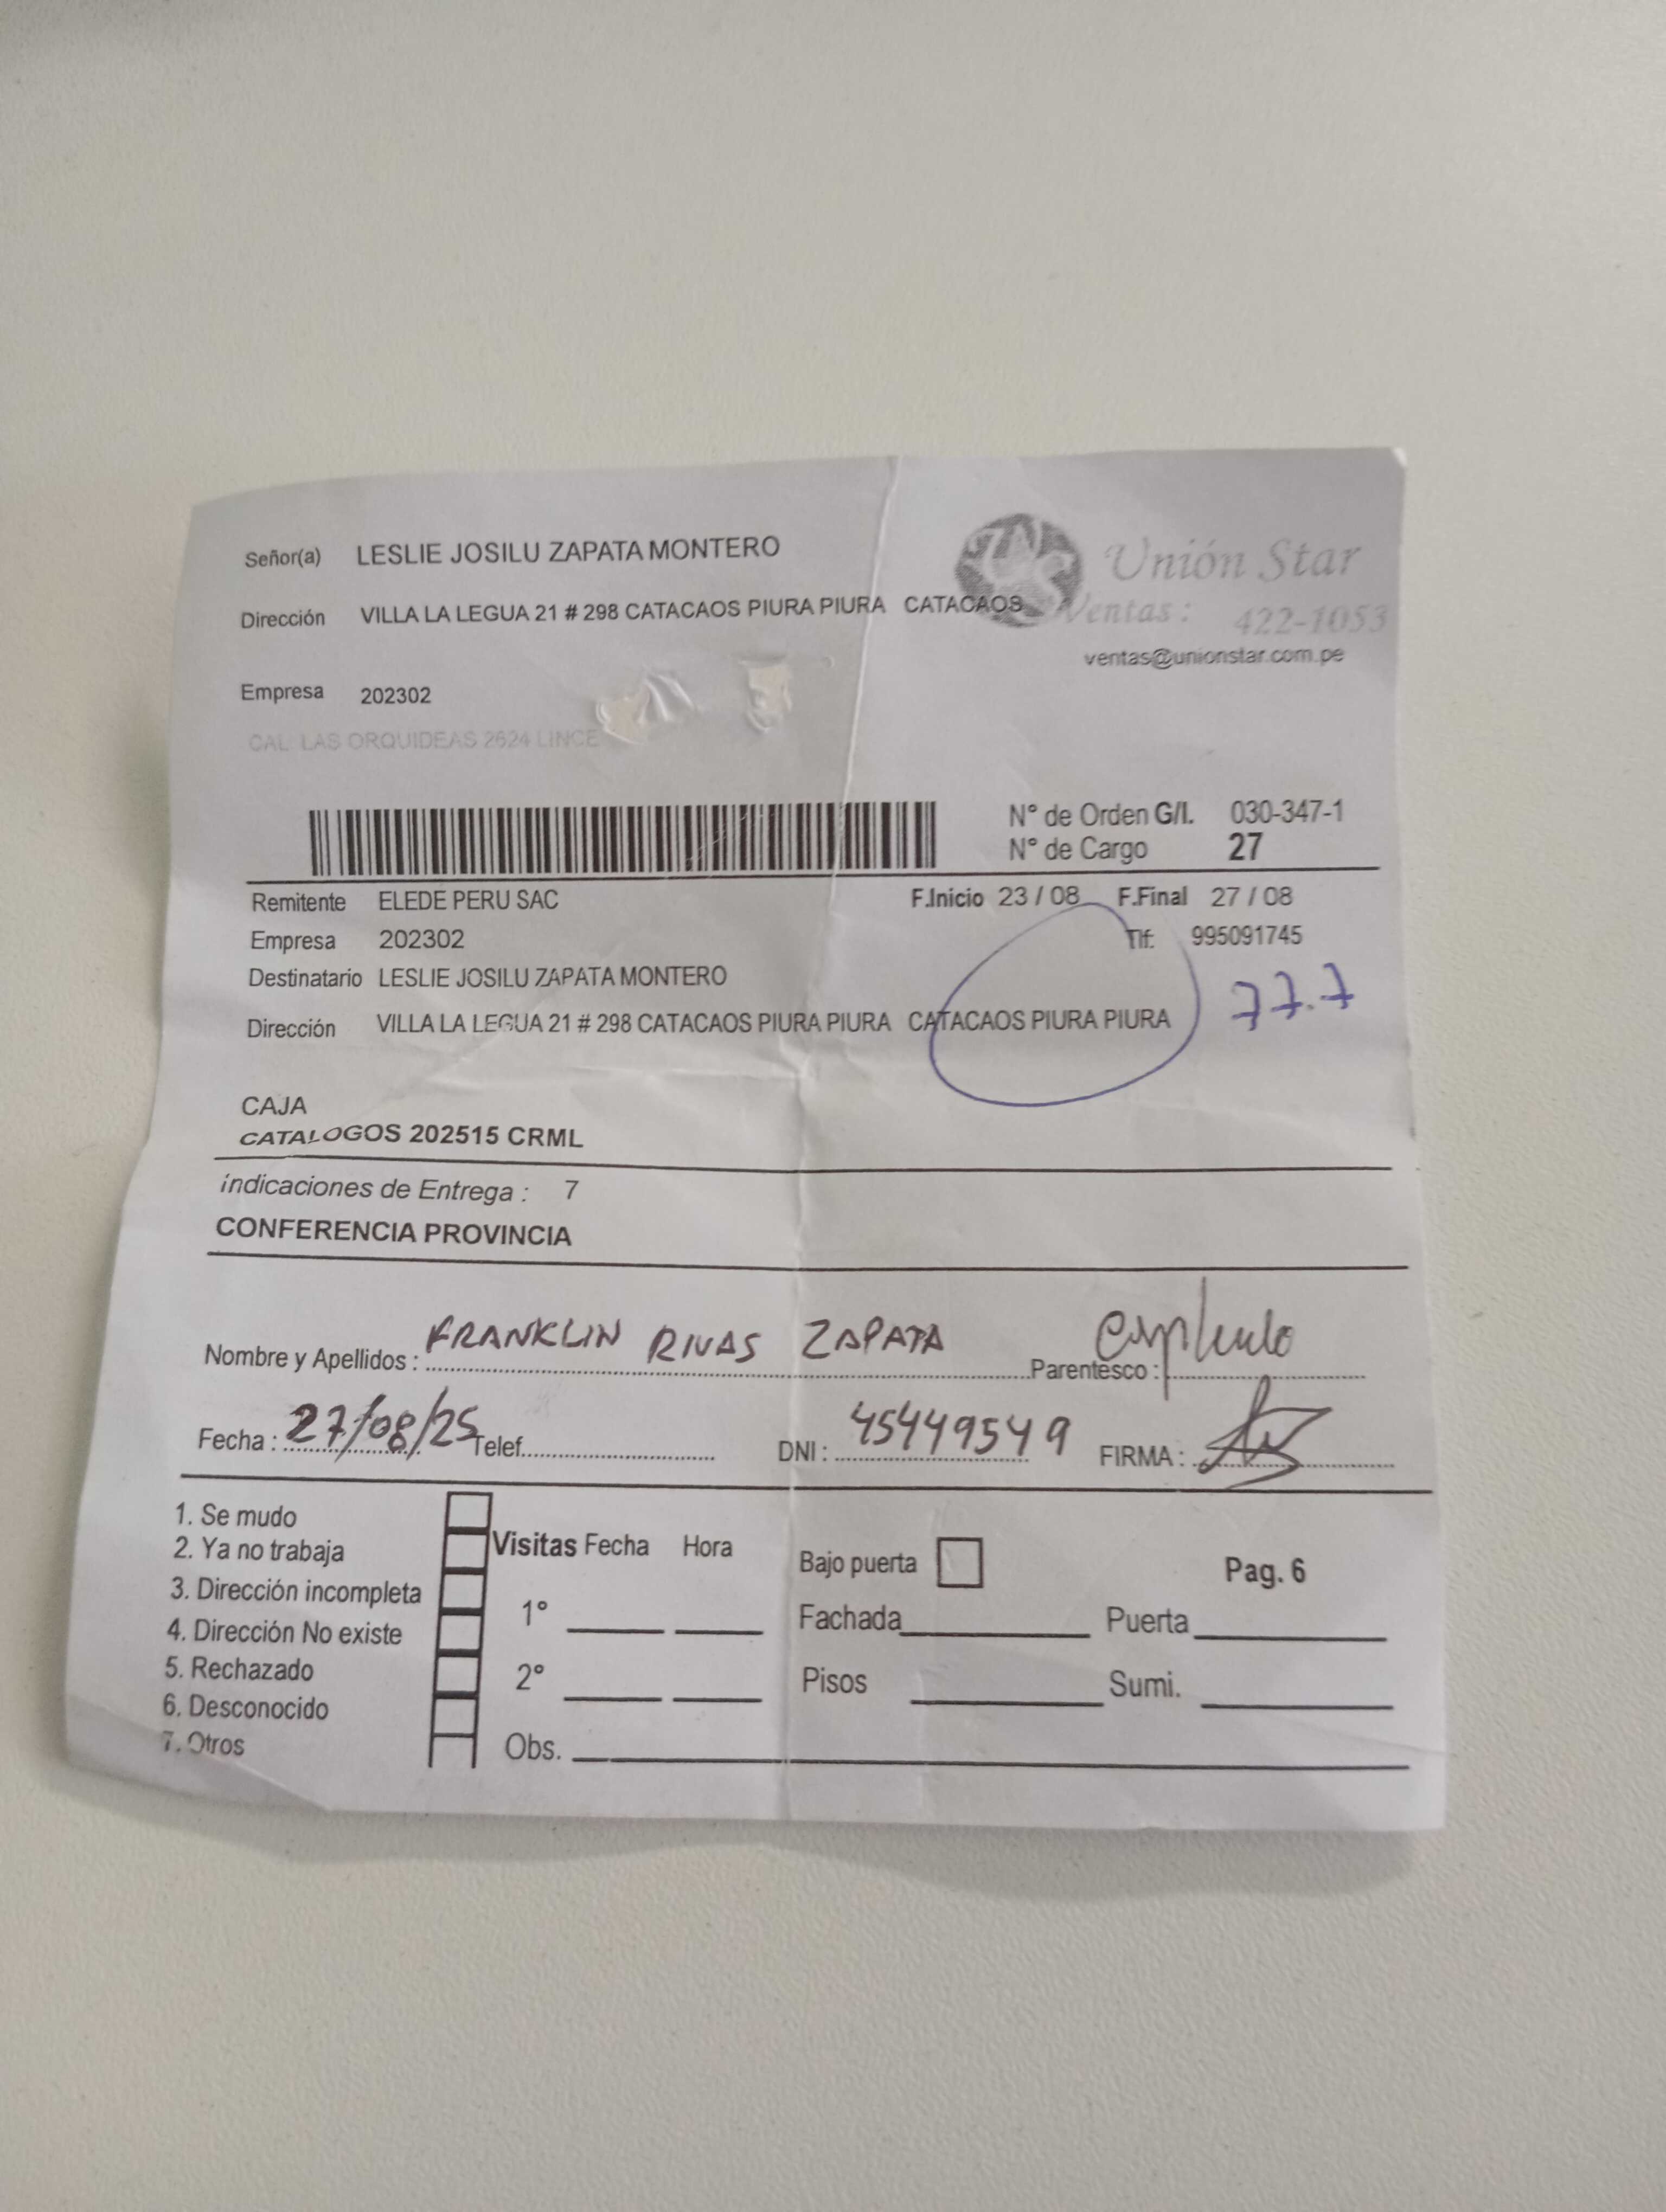 Señor(a) LESLIE JOSILU ZAPATA MONTERO
Unión Star
Dirección VILLA LA LEGUA 21 # 298 CATACAOS PIURA PIURA CATACAOS
Ventas : 422-1053
ventas@unionstar.com.pe
Empresa 202302
CAL. LAS ORQUIDEAS 2624 LINCE
N° de Orden G/I. 030-347-1
N° de Cargo 27
Remitente ELEDE PERU SAC F.Inicio 23 / 08 F.Final 27 / 08
Empresa 202302 Tlf: 995091745
Destinatario LESLIE JOSILU ZAPATA MONTERO
77.7
Dirección VILLA LA LEGUA 21 # 298 CATACAOS PIURA PIURA CATACAOS PIURA PIURA
CAJA
CATALOGOS 202515 CRML
índicaciones de Entrega : 7
CONFERENCIA PROVINCIA
Nombre y Apellidos : FRANKLIN RIVAS ZAPATA Parentesco :
Fecha : 27/08/25 Telef. DNI : 45449549 FIRMA :
1. Se mudo
2. Ya no trabaja
3. Dirección incompleta
4. Dirección No existe
5. Rechazado
6. Desconocido
7. Otros
Visitas Fecha Hora
1°
2°
Obs.
Bajo puerta Pag. 6
Fachada Puerta
Pisos Sumi.